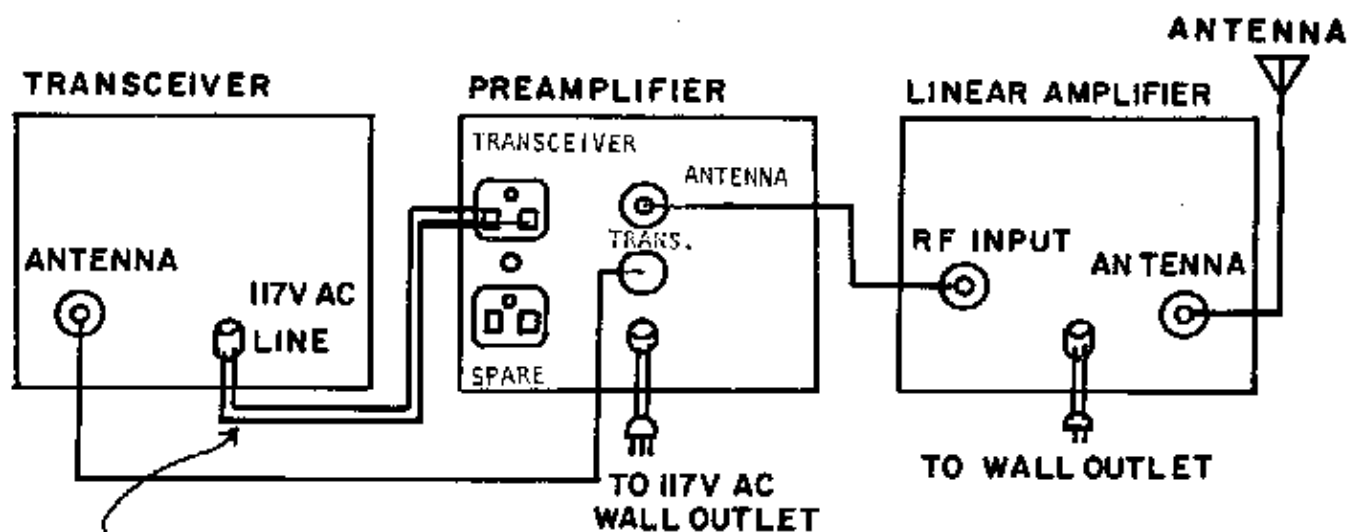 ANTENNA
TRANSCEIVER
PREAMPLIFIER
LINEAR AMPLIFIER
TRANSCEIVER
ANTENNA
TRANS.
RF INPUT
ANTENNA
ANTENNA
117V AC
LINE
SPARE
TO WALL OUTLET
TO 117V AC
WALL OUTLET